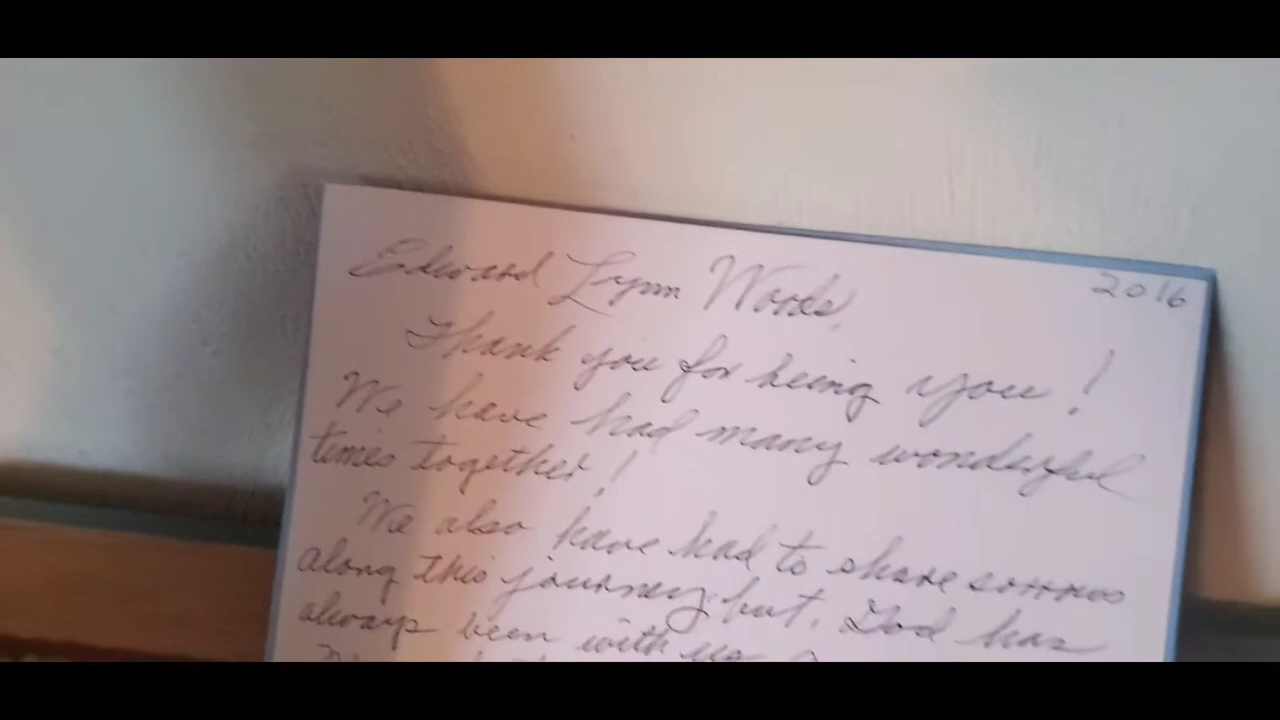 2016
Edward Lynn Woods,
Thank you for being you!
We have had many wonderful
times together!
We also have had to share sorrows
along this journey, but, God has
always been with us